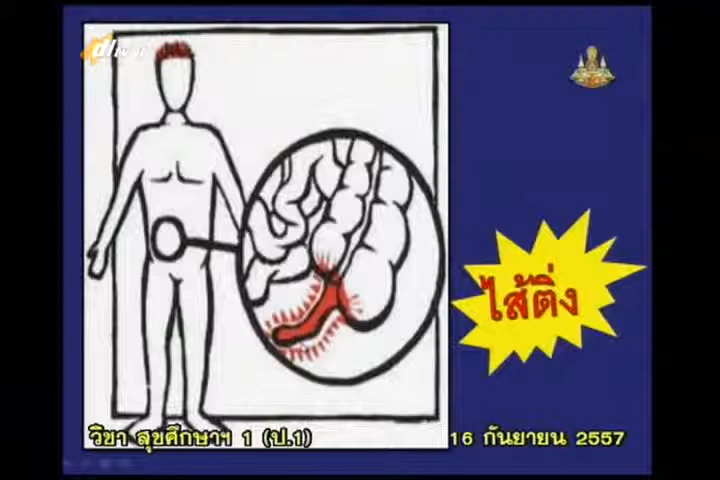 ไส้ติ่ง
วิชา สุขศึกษาฯ 1 (ป.1)
16 กันยายน 2557